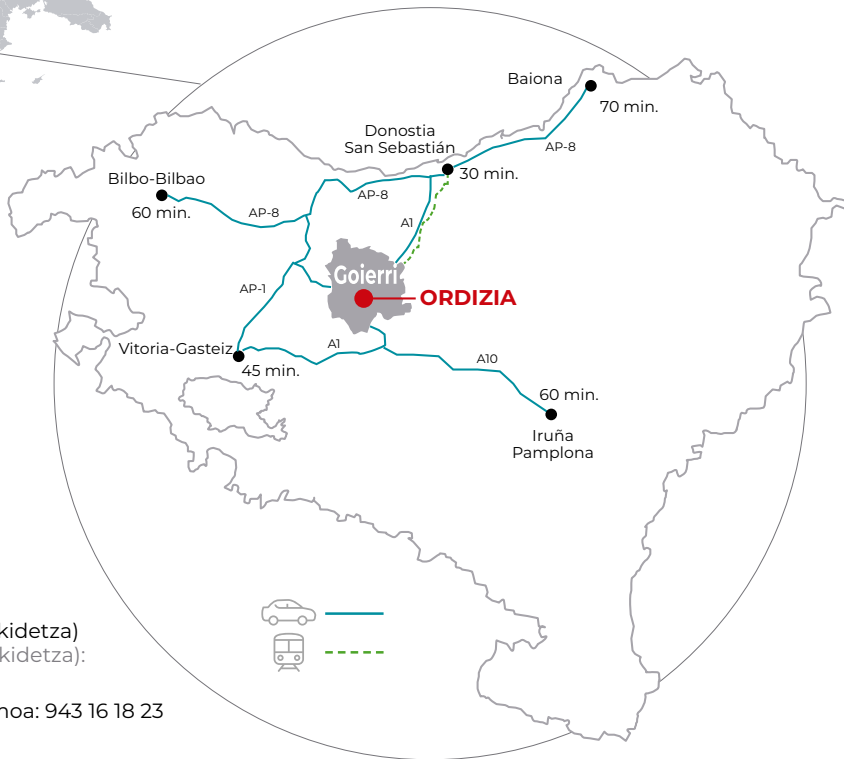 Baiona
70 min.
Donostia
San Sebastián
30 min.
AP-8
Bilbo-Bilbao
60 min.
AP-8
AP-8
A1
Goierri
ORDIZIA
AP-1
Vitoria-Gasteiz
45 min.
A1
A10
60 min.
Iruña
Pamplona
kidetza)
kidetza):
noa: 943 16 18 23